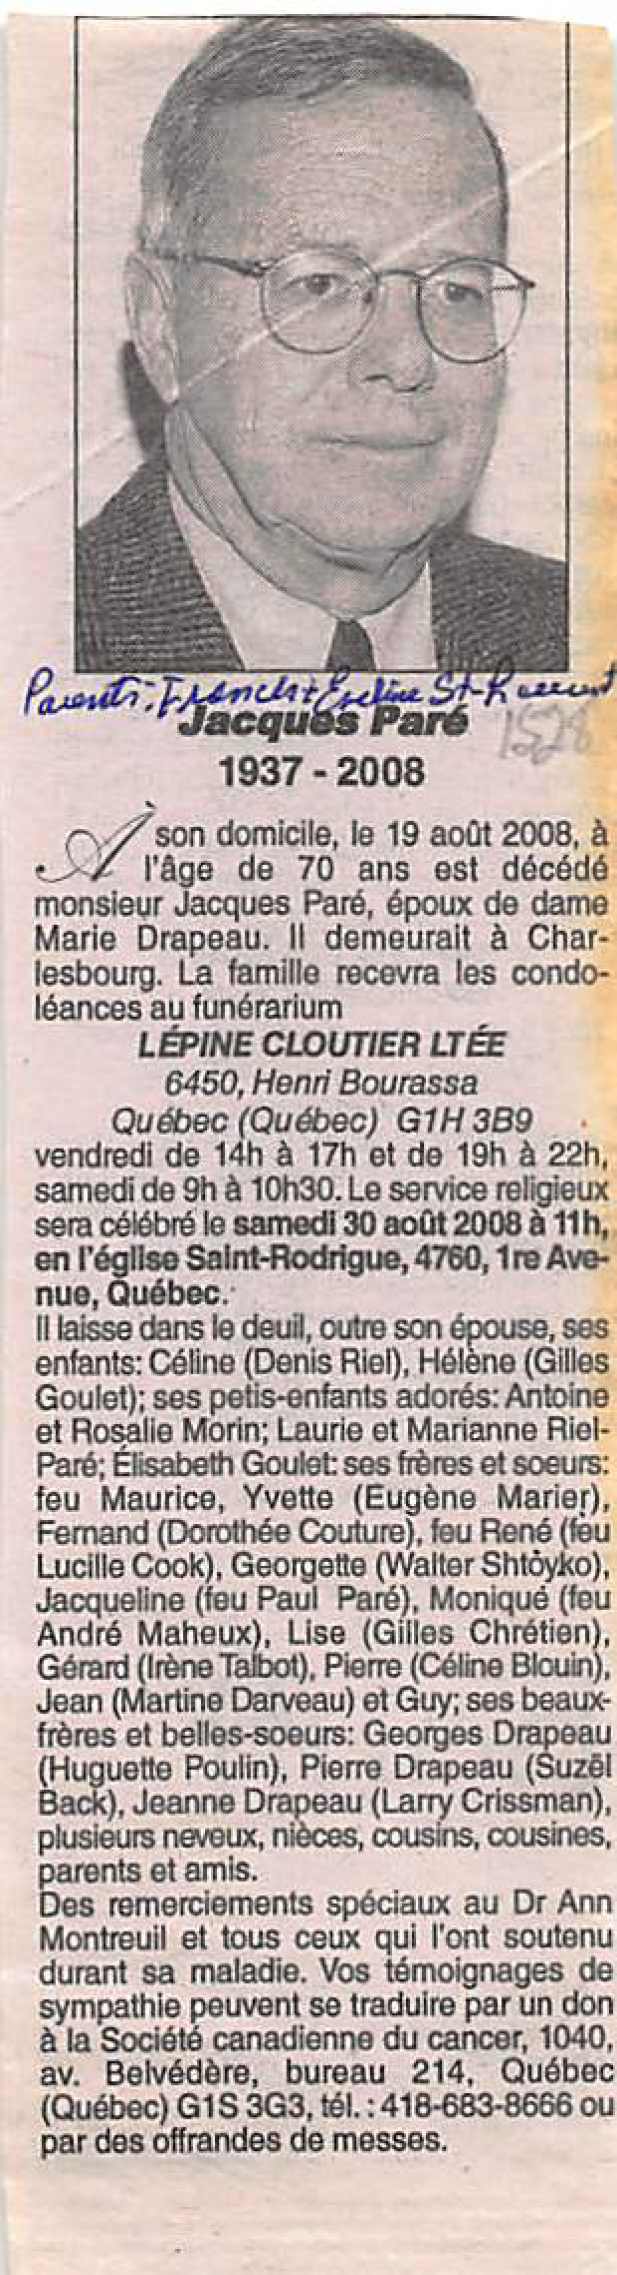 Parents: Francis + Eveline St-
Jacques Paré
1528
1937 - 2008
À son domicile, le 19 août 2008, à
l'âge de 70 ans est décédé
monsieur Jacques Paré, époux de dame
Marie Drapeau. Il demeurait à Char-
lesbourg. La famille recevra les condo-
léances au funérarium
LÉPINE CLOUTIER LTÉE
6450, Henri Bourassa
Québec (Québec) G1H 3B9
vendredi de 14h à 17h et de 19h à 22h,
samedi de 9h à 10h30. Le service religieux
sera célébré le samedi 30 août 2008 à 11h,
en l'église Saint-Rodrigue, 4760, 1re Ave-
nue, Québec.
Il laisse dans le deuil, outre son épouse, ses
enfants: Céline (Denis Riel), Hélène (Gilles
Goulet); ses petis-enfants adorés: Antoine
et Rosalie Morin; Laurie et Marianne Riel-
Paré; Élisabeth Goulet: ses frères et soeurs:
feu Maurice, Yvette (Eugène Marier),
Fernand (Dorothée Couture), feu René (feu
Lucille Cook), Georgette (Walter Shtoyko),
Jacqueline (feu Paul Paré), Monique (feu
André Maheux), Lise (Gilles Chrétien),
Gérard (Irène Talbot), Pierre (Céline Blouin),
Jean (Martine Darveau) et Guy; ses beaux-
frères et belles-soeurs: Georges Drapeau
(Huguette Poulin), Pierre Drapeau (Suzël
Back), Jeanne Drapeau (Larry Crissman),
plusieurs neveux, nièces, cousins, cousines,
parents et amis.
Des remerciements spéciaux au Dr Ann
Montreuil et tous ceux qui l'ont soutenu
durant sa maladie. Vos témoignages de
sympathie peuvent se traduire par un don
à la Société canadienne du cancer, 1040,
av. Belvédère, bureau 214, Québec
(Québec) G1S 3G3, tél. : 418-683-8666 ou
par des offrandes de messes.